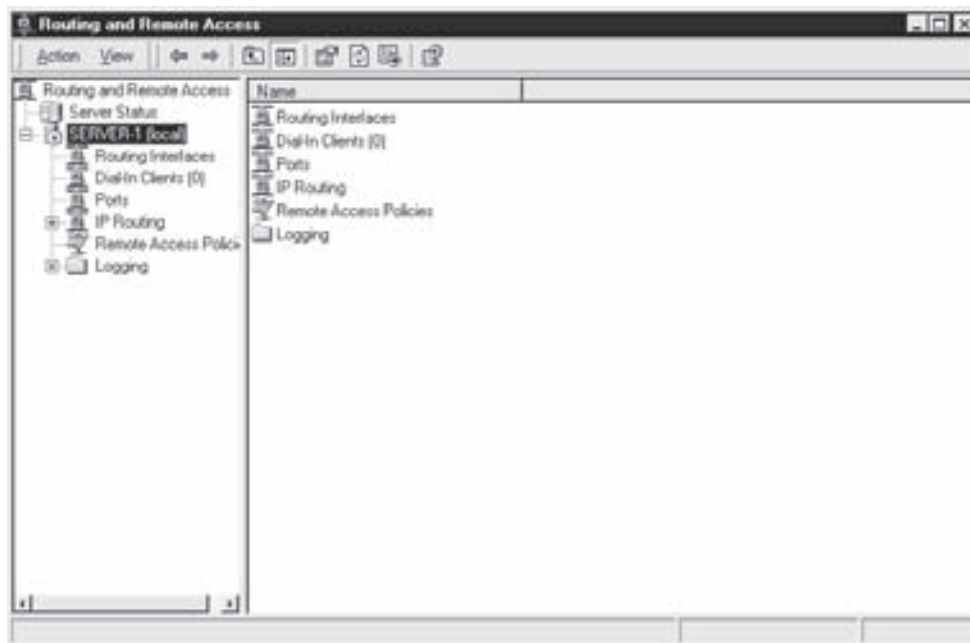 Routing and Remote Access
Action View
Routing and Remote Access
Server Status
SERVER-1 (local)
Routing Interfaces
Dial-In Clients (0)
Ports
IP Routing
Remote Access Polici
Logging
Name
Routing Interfaces
Dial-In Clients (0)
Ports
IP Routing
Remote Access Policies
Logging